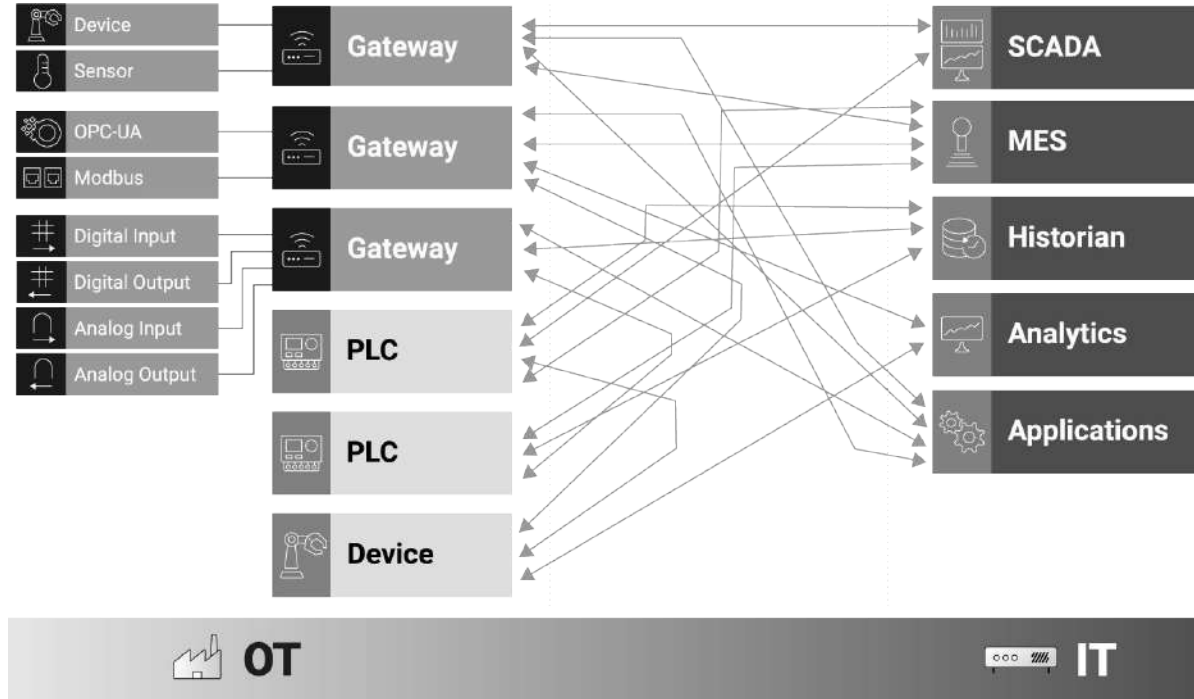 Device
Sensor
OPC-UA
Modbus
Digital Input
Digital Output
Analog Input
Analog Output
Gateway
Gateway
Gateway
PLC
PLC
Device
SCADA
MES
Historian
Analytics
Applications
OT
IT